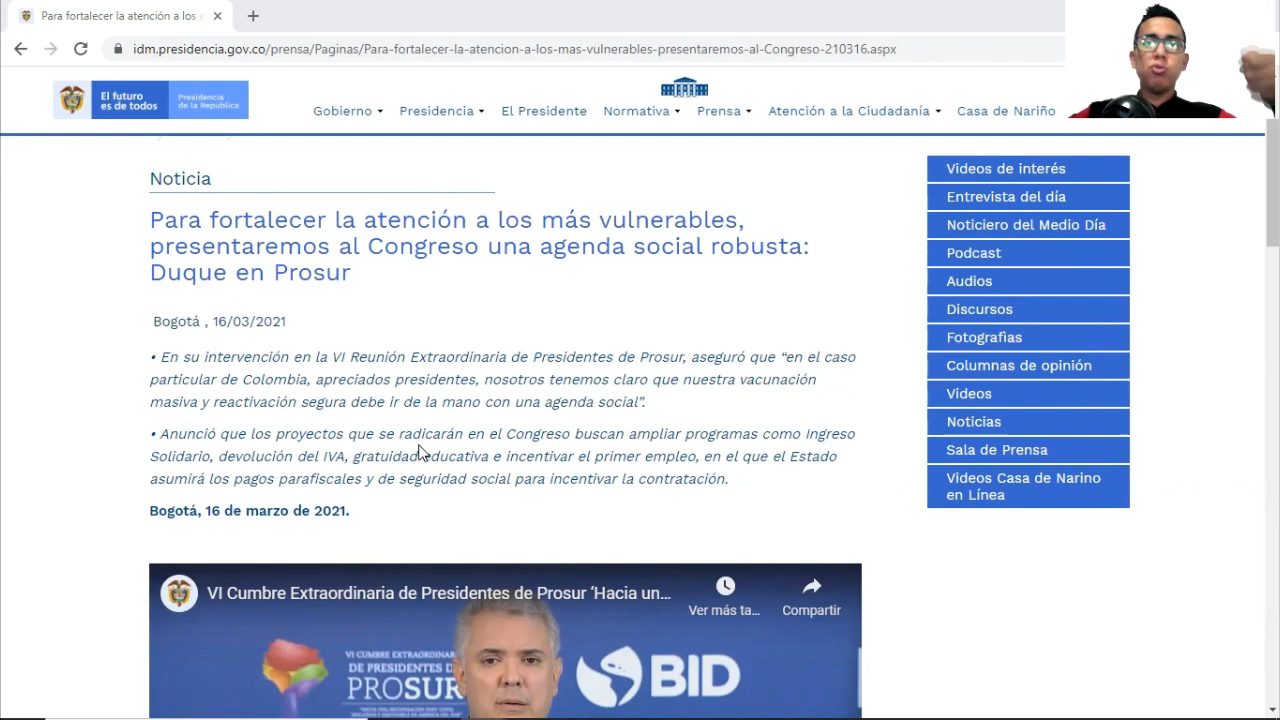 Para fortalecer la atención a los
idm.presidencia.gov.co/prensa/Paginas/Para-fortalecer-la-atencion-a-los-mas-vulnerables-presentaremos-al-Congreso-210316.aspx
El futuro
es de todos
Presidencia
de la República
Gobierno Presidencia El Presidente Normativa Prensa Atención a la Ciudadanía Casa de Nariño
Noticia
Para fortalecer la atención a los más vulnerables,
presentaremos al Congreso una agenda social robusta:
Duque en Prosur
Bogotá , 16/03/2021
• En su intervención en la VI Reunión Extraordinaria de Presidentes de Prosur, aseguró que “en el caso
particular de Colombia, apreciados presidentes, nosotros tenemos claro que nuestra vacunación
masiva y reactivación segura debe ir de la mano con una agenda social”.
• Anunció que los proyectos que se radicarán en el Congreso buscan ampliar programas como Ingreso
Solidario, devolución del IVA, gratuidad educativa e incentivar el primer empleo, en el que el Estado
asumirá los pagos parafiscales y de seguridad social para incentivar la contratación.
Bogotá, 16 de marzo de 2021.
VI Cumbre Extraordinaria de Presidentes de Prosur ‘Hacia un...
Ver más ta...
Compartir
VI CUMBRE EXTRAORDINARIA
DE PRESIDENTES DE
PROSUR
BID
Videos de interés
Entrevista del día
Noticiero del Medio Día
Podcast
Audios
Discursos
Fotografìas
Columnas de opinión
Videos
Noticias
Sala de Prensa
Videos Casa de Narino
en Línea